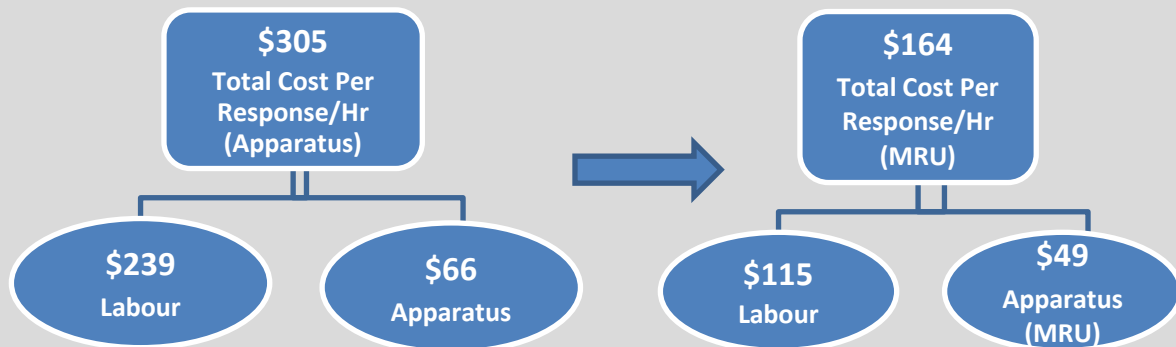 $305
Total Cost Per
Response/Hr
(Apparatus)
$239
Labour
$66
Apparatus
$164
Total Cost Per
Response/Hr
(MRU)
$115
Labour
$49
Apparatus
(MRU)